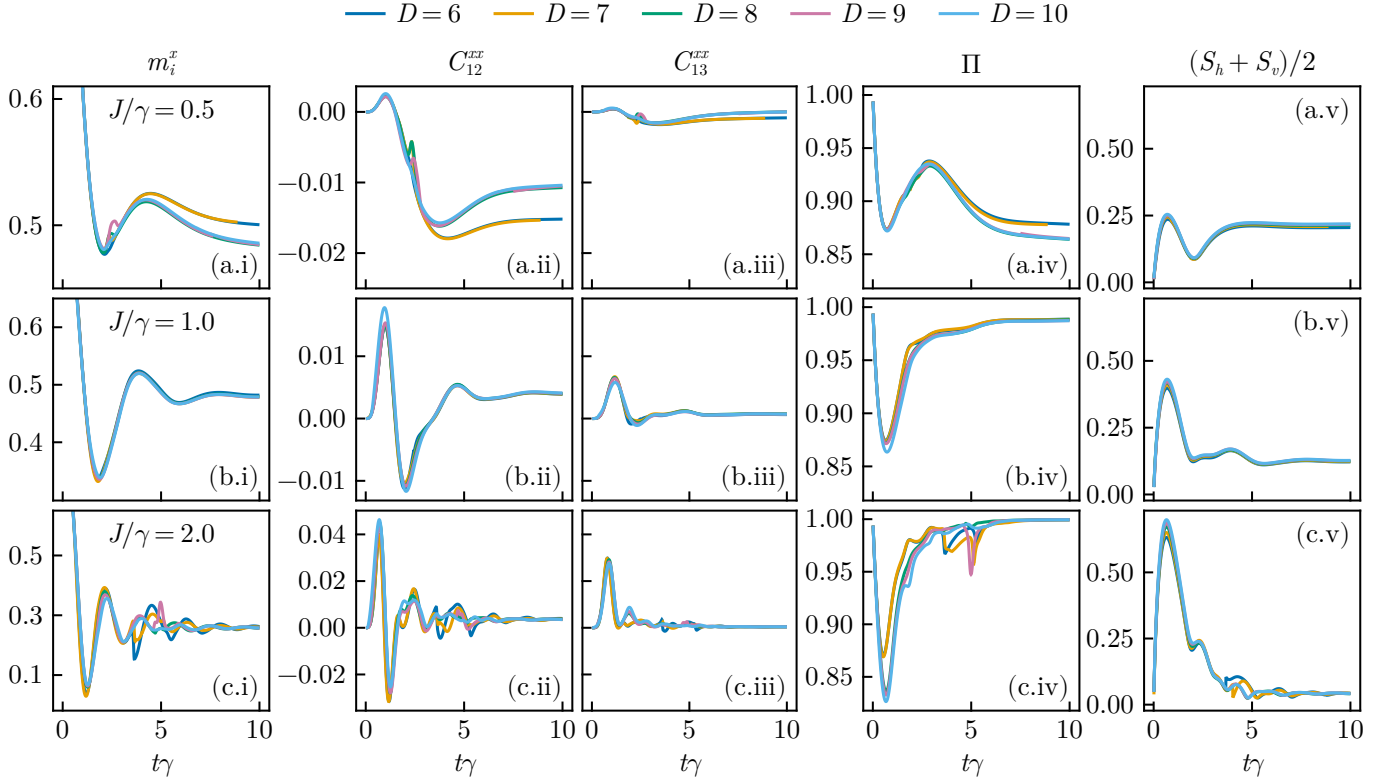 D = 6 D = 7 D = 8 D = 9 D = 10
m_i^x C_{12}^{xx} C_{13}^{xx} Π (S_h + S_v)/2
J/γ = 0.5
0.6
0.5
(a.i)
0.00
−0.01
−0.02
(a.ii)
(a.iii)
1.00
0.95
0.90
0.85
(a.iv)
0.50
0.25
0.00
(a.v)
J/γ = 1.0
0.6
0.5
0.4
(b.i)
0.01
0.00
−0.01
(b.ii)
(b.iii)
1.00
0.95
0.90
0.85
(b.iv)
0.50
0.25
0.00
(b.v)
J/γ = 2.0
0.5
0.3
0.1
(c.i)
0.04
0.02
0.00
−0.02
(c.ii)
(c.iii)
1.00
0.95
0.90
0.85
(c.iv)
0.50
0.25
0.00
(c.v)
0 5 10 0 5 10 0 5 10 0 5 10 0 5 10
tγ tγ tγ tγ tγ